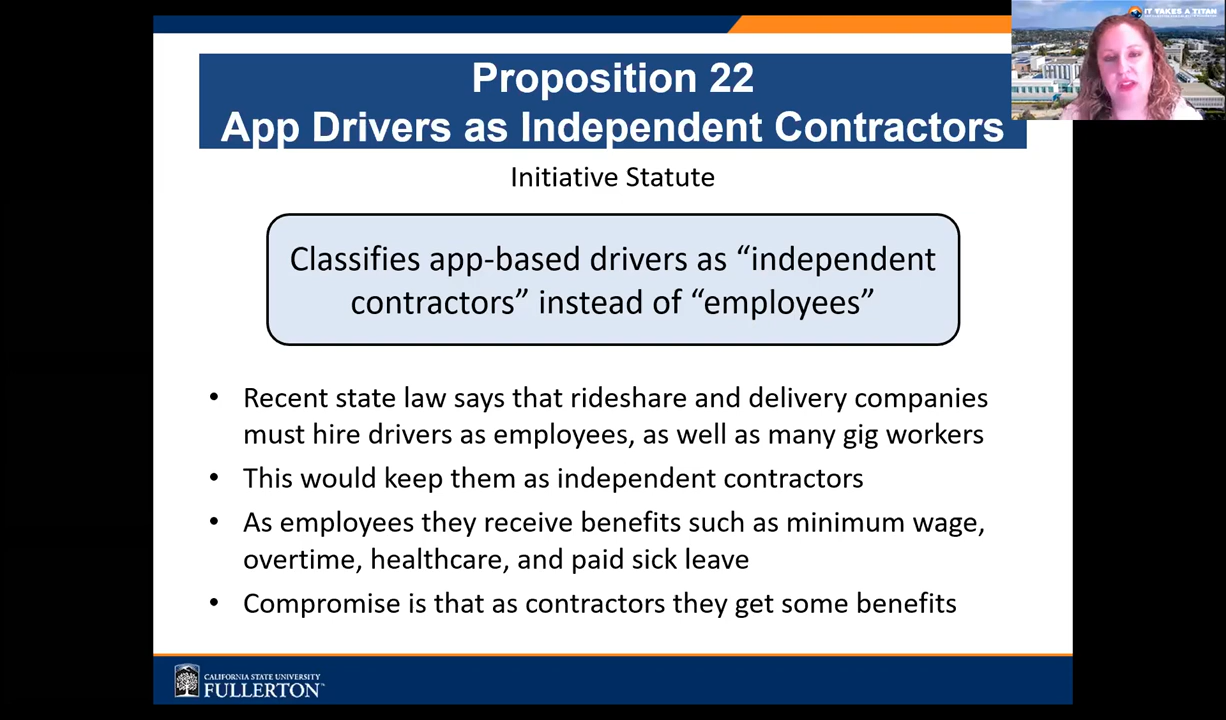 IT TAKES A TITAN
Proposition 22
App Drivers as Independent Contractors
Initiative Statute
Classifies app-based drivers as “independent
contractors” instead of “employees”
• Recent state law says that rideshare and delivery companies
must hire drivers as employees, as well as many gig workers
• This would keep them as independent contractors
• As employees they receive benefits such as minimum wage,
overtime, healthcare, and paid sick leave
• Compromise is that as contractors they get some benefits
CALIFORNIA STATE UNIVERSITY
FULLERTON™